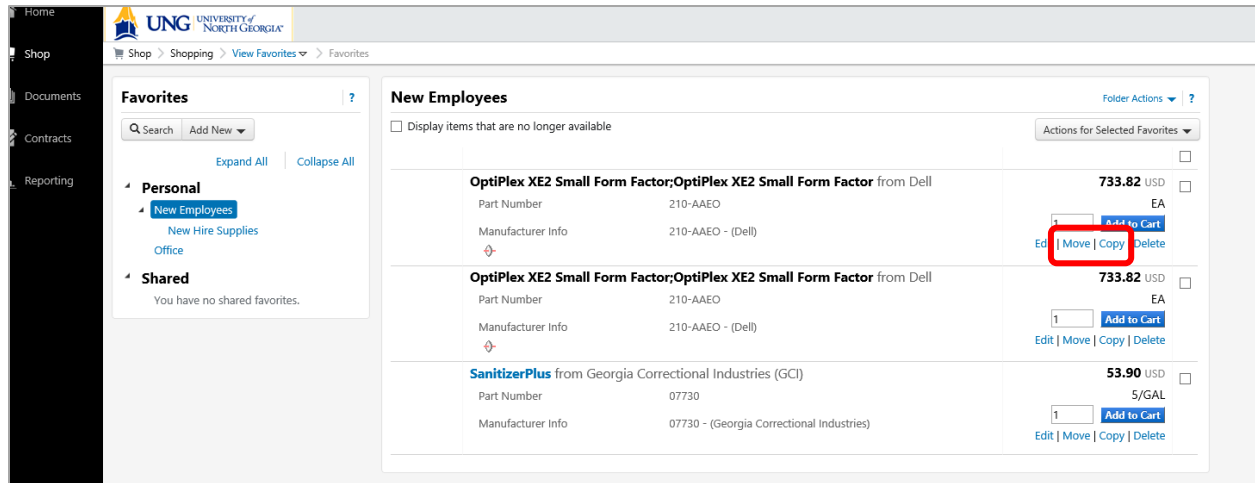 Home
UNG UNIVERSITY of NORTH GEORGIA™
Shop
Shop > Shopping > View Favorites > Favorites
Documents
Contracts
Reporting
Favorites ?
Search Add New
Expand All Collapse All
Personal
New Employees
New Hire Supplies
Office
Shared
You have no shared favorites.
New Employees Folder Actions ?
Display items that are no longer available Actions for Selected Favorites
OptiPlex XE2 Small Form Factor;OptiPlex XE2 Small Form Factor from Dell 733.82 USD
Part Number 210-AAEO EA
1 Add to Cart
Manufacturer Info 210-AAEO - (Dell)
Edit | Move | Copy | Delete
OptiPlex XE2 Small Form Factor;OptiPlex XE2 Small Form Factor from Dell 733.82 USD
Part Number 210-AAEO EA
1 Add to Cart
Manufacturer Info 210-AAEO - (Dell)
Edit | Move | Copy | Delete
SanitizerPlus from Georgia Correctional Industries (GCI) 53.90 USD
Part Number 07730 5/GAL
1 Add to Cart
Manufacturer Info 07730 - (Georgia Correctional Industries)
Edit | Move | Copy | Delete